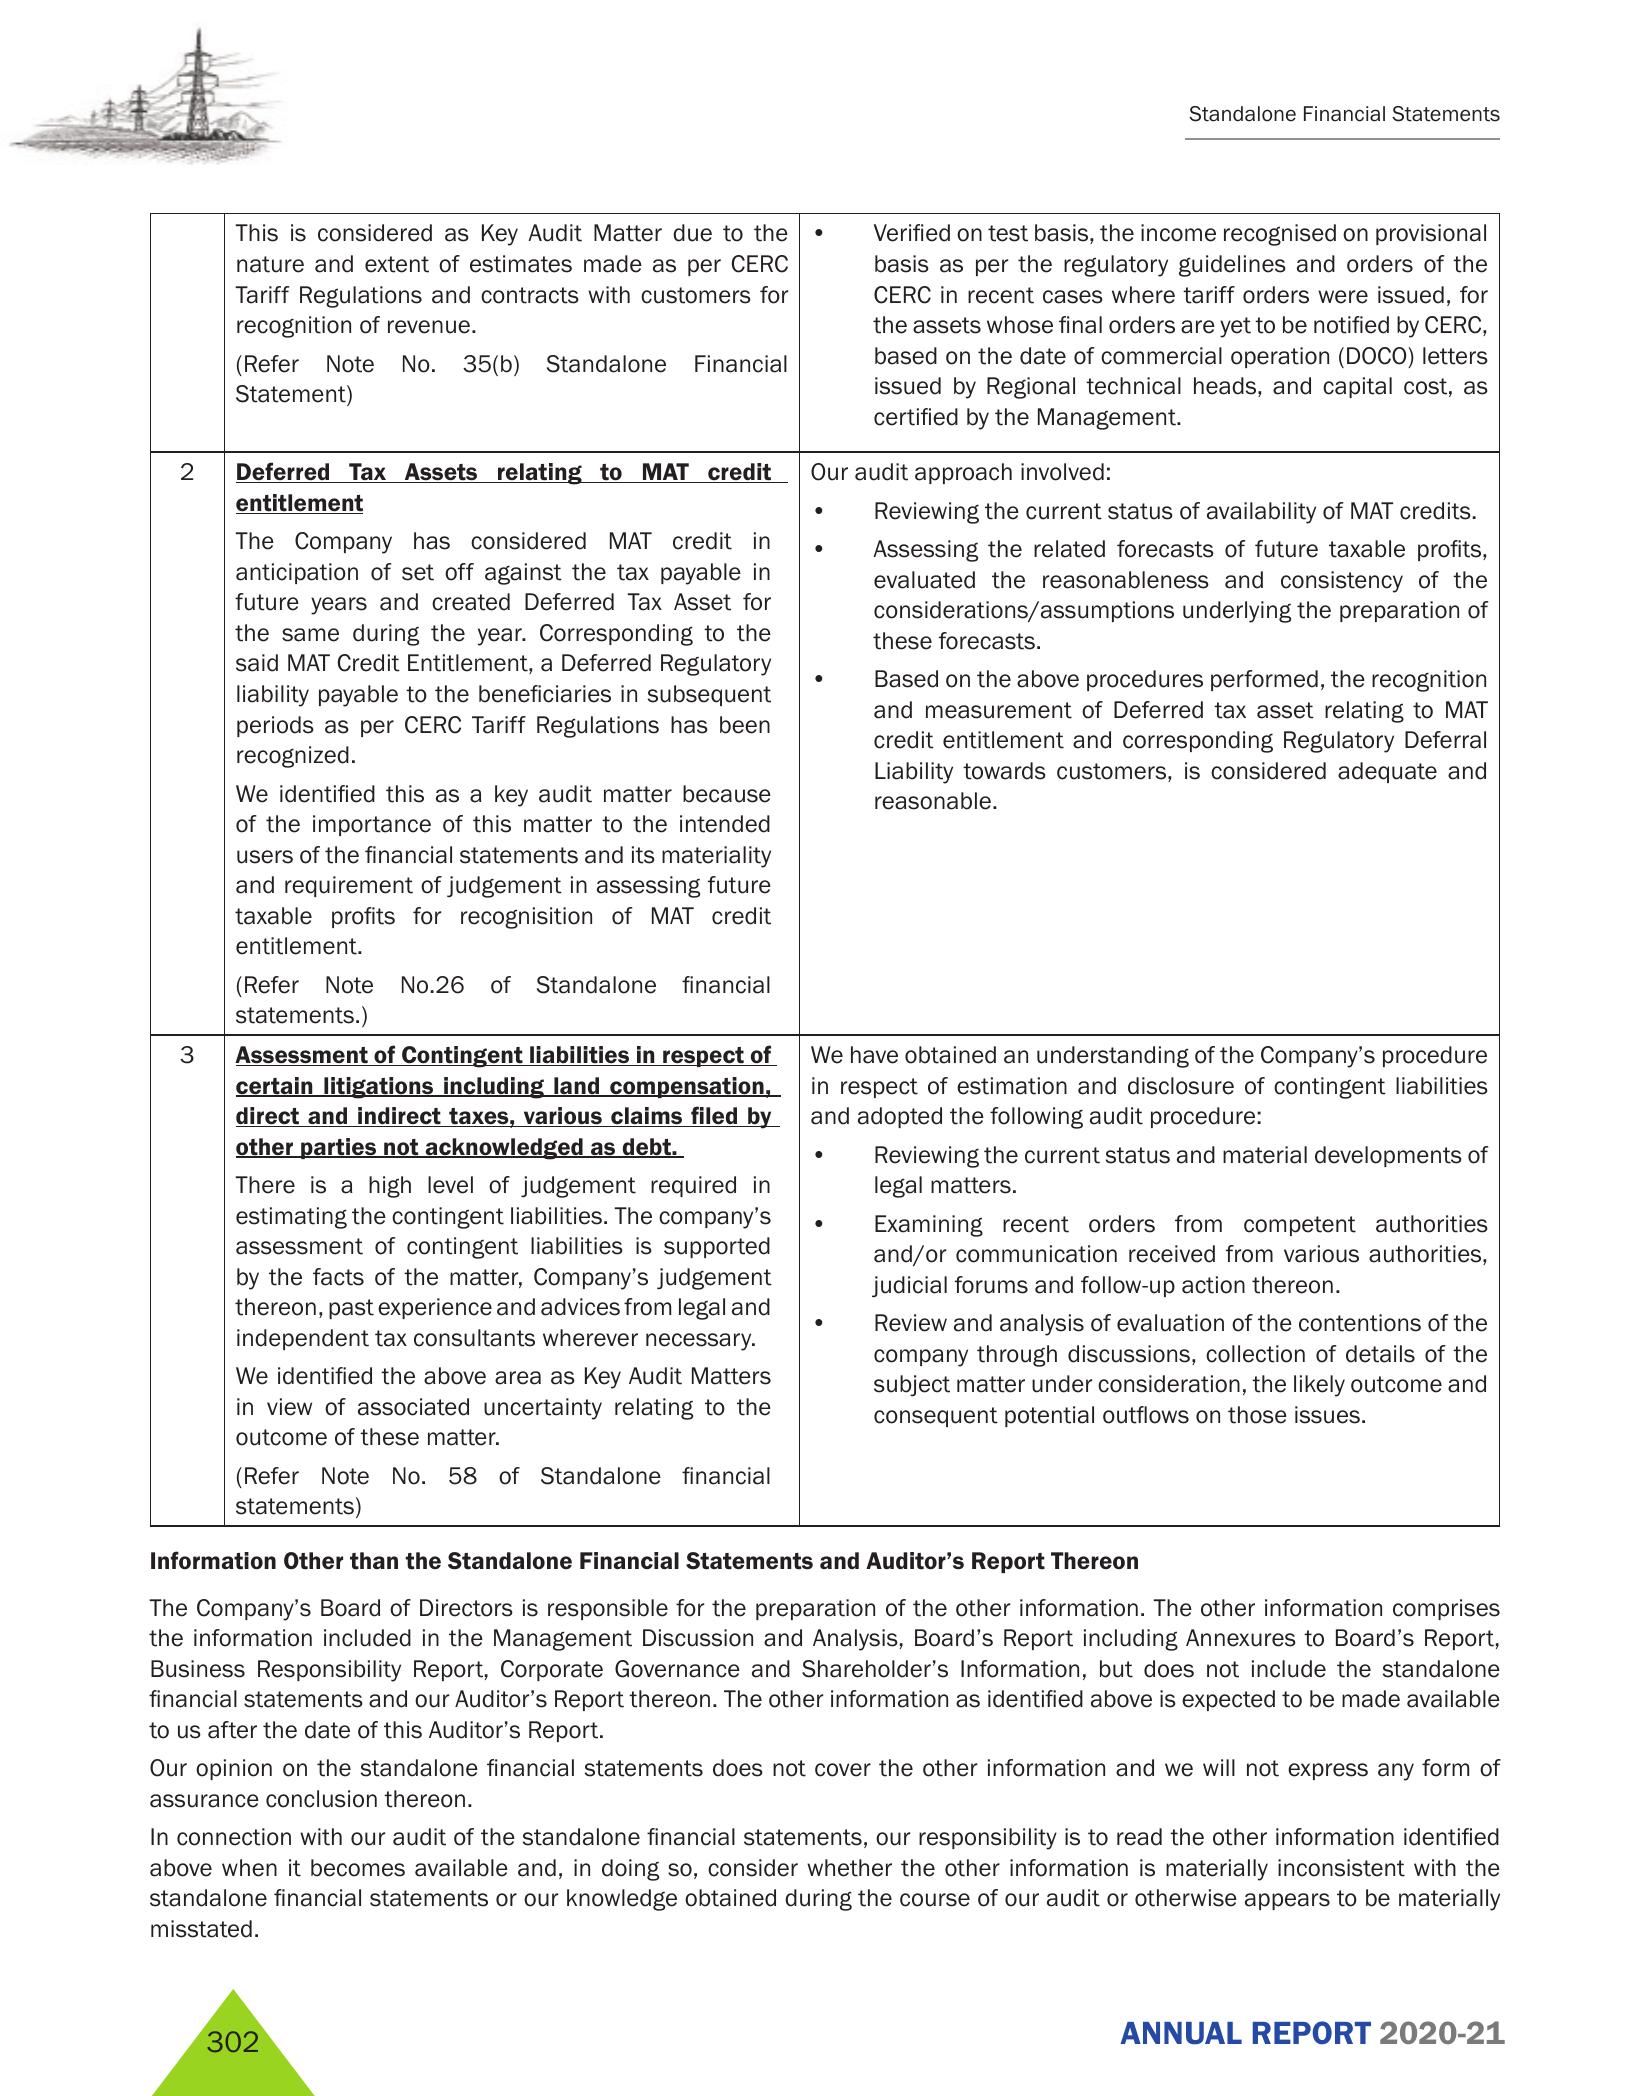 Standalone Financial Statements
This is considered as Key Audit Matter due to the
nature and extent of estimates made as per CERC
Tariff Regulations and contracts with customers for
recognition of revenue.
(Refer Note No. 35(b) Standalone Financial
Statement)
• Verified on test basis, the income recognised on provisional
basis as per the regulatory guidelines and orders of the
CERC in recent cases where tariff orders were issued, for
the assets whose final orders are yet to be notified by CERC,
based on the date of commercial operation (DOCO) letters
issued by Regional technical heads, and capital cost, as
certified by the Management.
2
Deferred Tax Assets relating to MAT credit
entitlement
The Company has considered MAT credit in
anticipation of set off against the tax payable in
future years and created Deferred Tax Asset for
the same during the year. Corresponding to the
said MAT Credit Entitlement, a Deferred Regulatory
liability payable to the beneficiaries in subsequent
periods as per CERC Tariff Regulations has been
recognized.
We identified this as a key audit matter because
of the importance of this matter to the intended
users of the financial statements and its materiality
and requirement of judgement in assessing future
taxable profits for recognisition of MAT credit
entitlement.
(Refer Note No.26 of Standalone financial
statements.)
Our audit approach involved:
• Reviewing the current status of availability of MAT credits.
• Assessing the related forecasts of future taxable profits,
evaluated the reasonableness and consistency of the
considerations/assumptions underlying the preparation of
these forecasts.
• Based on the above procedures performed, the recognition
and measurement of Deferred tax asset relating to MAT
credit entitlement and corresponding Regulatory Deferral
Liability towards customers, is considered adequate and
reasonable.
3
Assessment of Contingent liabilities in respect of
certain litigations including land compensation,
direct and indirect taxes, various claims filed by
other parties not acknowledged as debt.
There is a high level of judgement required in
estimating the contingent liabilities. The company's
assessment of contingent liabilities is supported
by the facts of the matter, Company's judgement
thereon, past experience and advices from legal and
independent tax consultants wherever necessary.
We identified the above area as Key Audit Matters
in view of associated uncertainty relating to the
outcome of these matter.
(Refer Note No. 58 of Standalone financial
statements)
We have obtained an understanding of the Company's procedure
in respect of estimation and disclosure of contingent liabilities
and adopted the following audit procedure:
• Reviewing the current status and material developments of
legal matters.
• Examining recent orders from competent authorities
and/or communication received from various authorities,
judicial forums and follow-up action thereon.
• Review and analysis of evaluation of the contentions of the
company through discussions, collection of details of the
subject matter under consideration, the likely outcome and
consequent potential outflows on those issues.
Information Other than the Standalone Financial Statements and Auditor's Report Thereon
The Company's Board of Directors is responsible for the preparation of the other information. The other information comprises
the information included in the Management Discussion and Analysis, Board's Report including Annexures to Board's Report,
Business Responsibility Report, Corporate Governance and Shareholder's Information, but does not include the standalone
financial statements and our Auditor's Report thereon. The other information as identified above is expected to be made available
to us after the date of this Auditor's Report.
Our opinion on the standalone financial statements does not cover the other information and we will not express any form of
assurance conclusion thereon.
In connection with our audit of the standalone financial statements, our responsibility is to read the other information identified
above when it becomes available and, in doing so, consider whether the other information is materially inconsistent with the
standalone financial statements or our knowledge obtained during the course of our audit or otherwise appears to be materially
misstated.
302
ANNUAL REPORT 2020-21